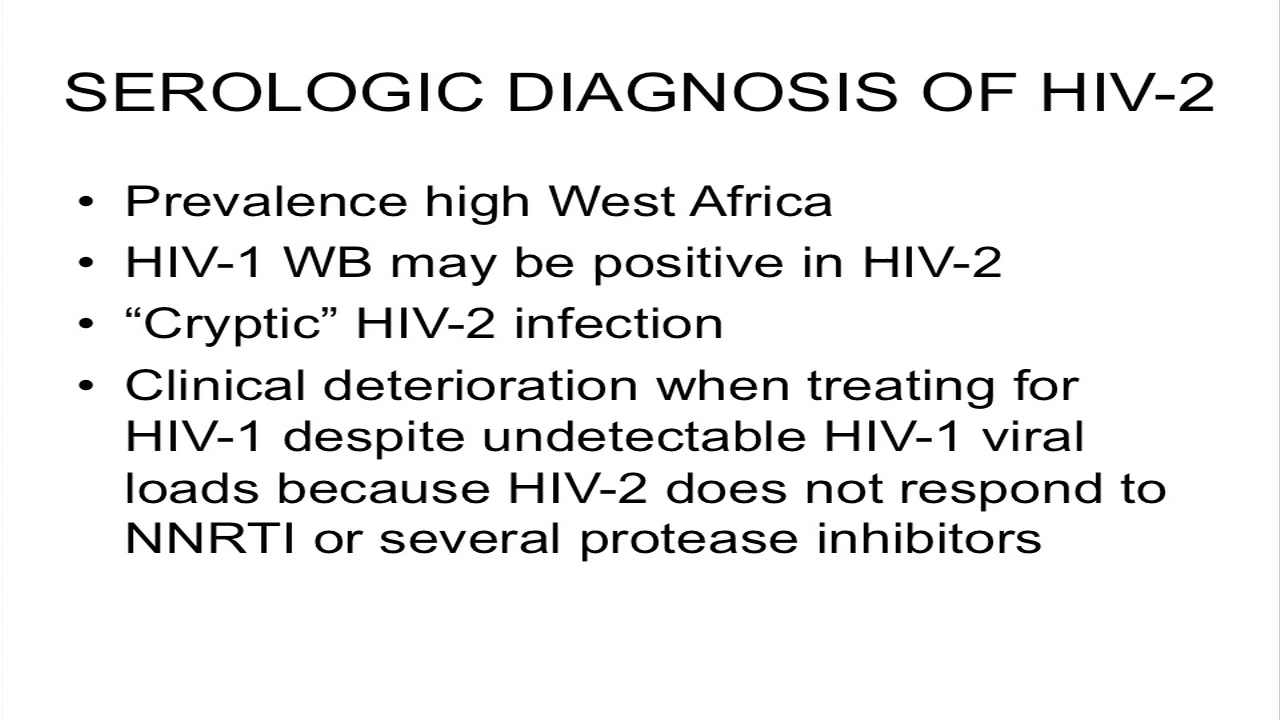 SEROLOGIC DIAGNOSIS OF HIV-2
• Prevalence high West Africa
• HIV-1 WB may be positive in HIV-2
• “Cryptic” HIV-2 infection
• Clinical deterioration when treating for
HIV-1 despite undetectable HIV-1 viral
loads because HIV-2 does not respond to
NNRTI or several protease inhibitors